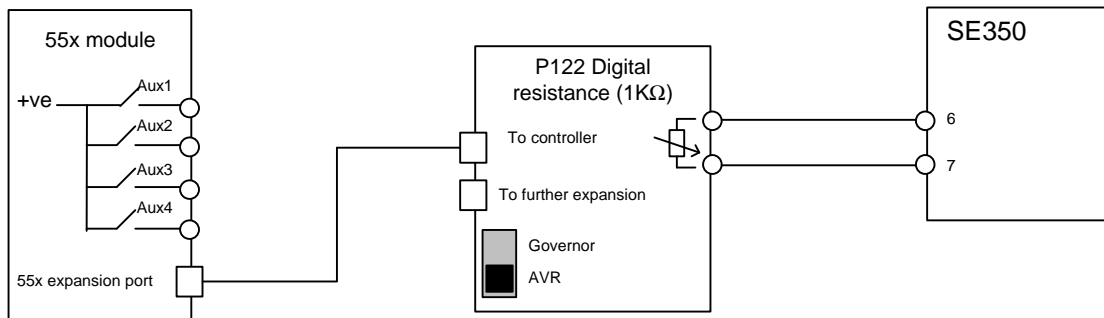 55x module
+ve
Aux1
Aux2
Aux3
Aux4
55x expansion port
P122 Digital
resistance (1KΩ)
To controller
To further expansion
Governor
AVR
SE350
6
7